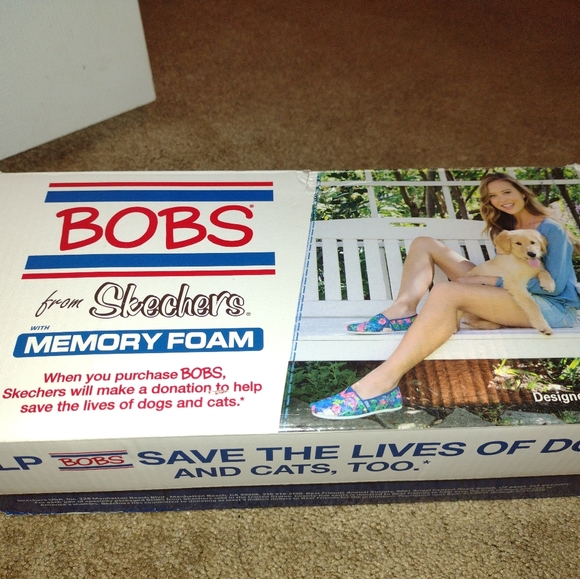 BOBS®
from Skechers®
WITH
MEMORY FOAM
When you purchase BOBS,
Skechers will make a donation to help
save the lives of dogs and cats.*
Designe
LP BOBS SAVE THE LIVES OF DO
AND CATS, TOO.*